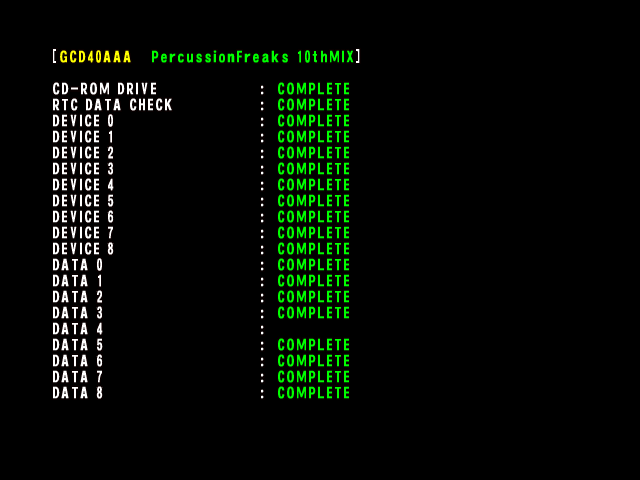 [GCD40AAA PercussionFreaks 10thMIX]
CD-ROM DRIVE : COMPLETE
RTC DATA CHECK : COMPLETE
DEVICE 0 : COMPLETE
DEVICE 1 : COMPLETE
DEVICE 2 : COMPLETE
DEVICE 3 : COMPLETE
DEVICE 4 : COMPLETE
DEVICE 5 : COMPLETE
DEVICE 6 : COMPLETE
DEVICE 7 : COMPLETE
DEVICE 8 : COMPLETE
DATA 0 : COMPLETE
DATA 1 : COMPLETE
DATA 2 : COMPLETE
DATA 3 : COMPLETE
DATA 4 :
DATA 5 : COMPLETE
DATA 6 : COMPLETE
DATA 7 : COMPLETE
DATA 8 : COMPLETE